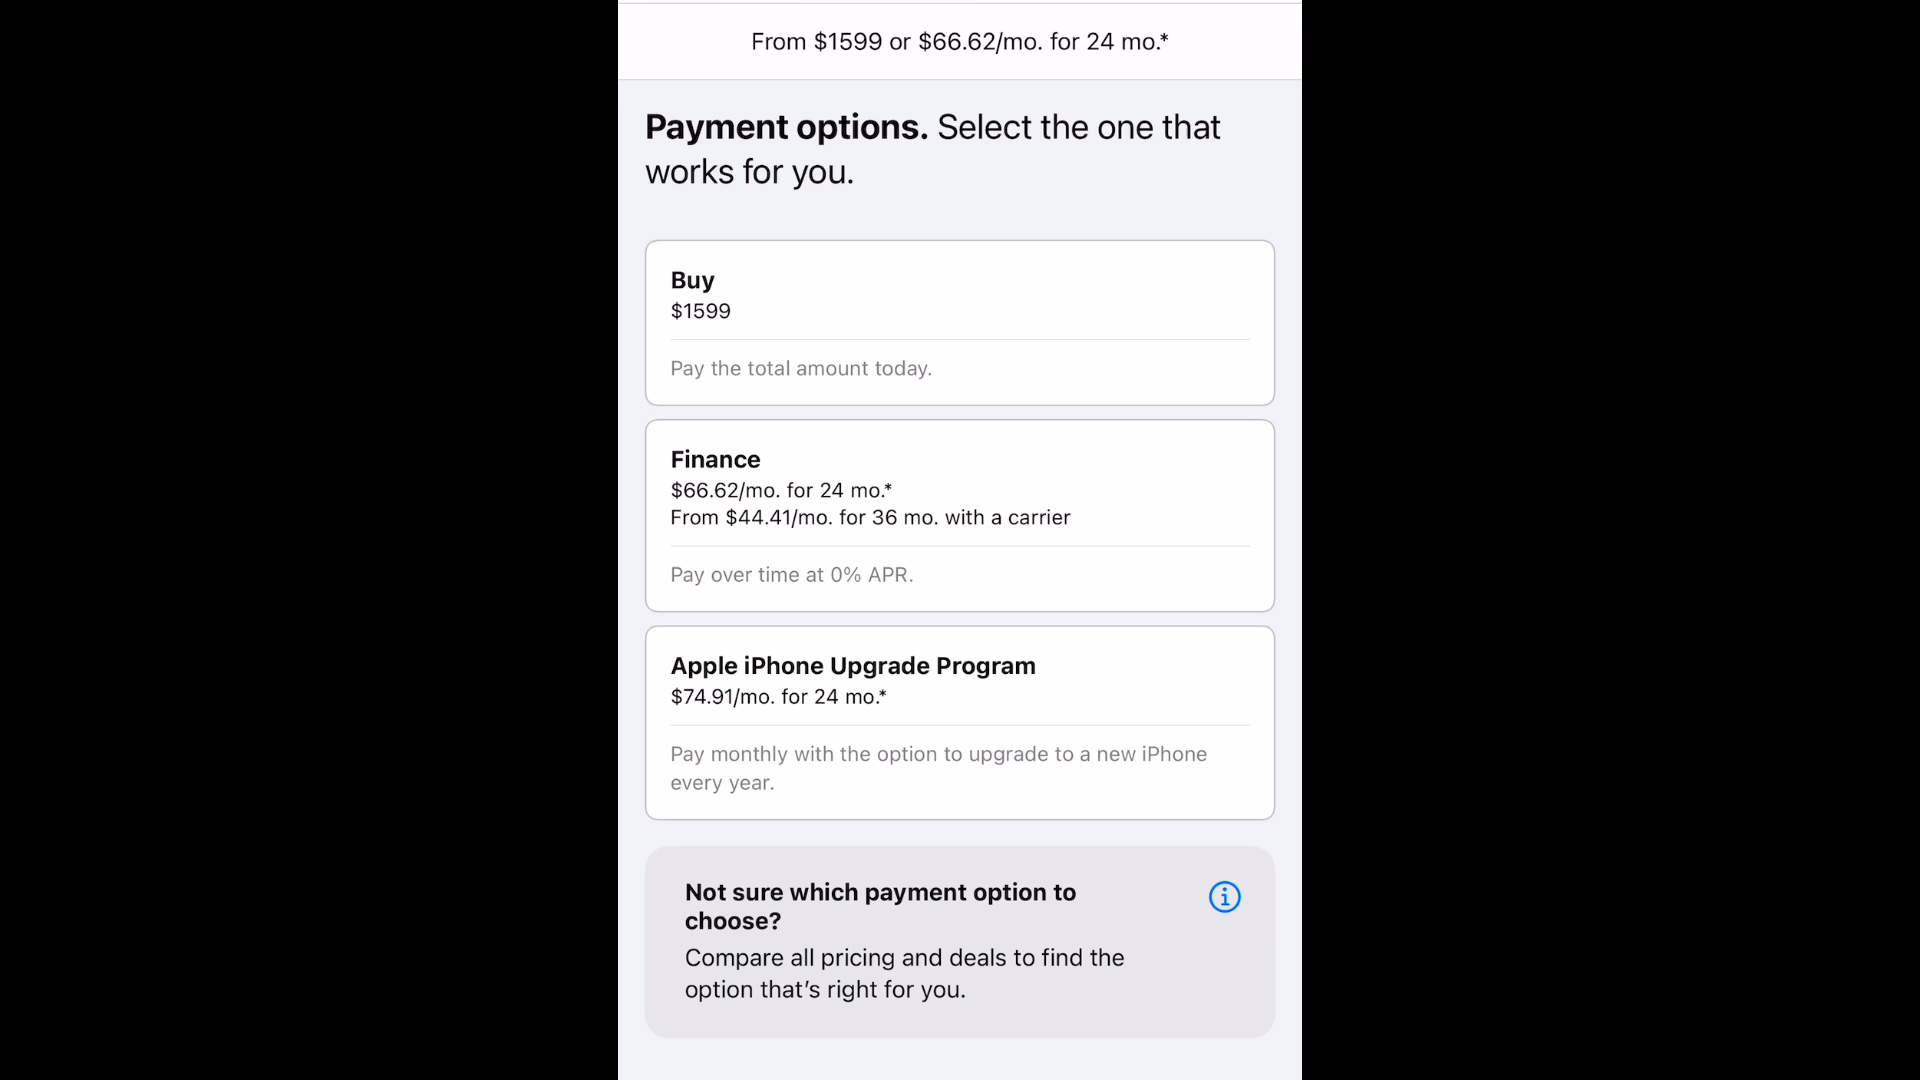 From $1599 or $66.62/mo. for 24 mo.*
Payment options. Select the one that
works for you.
Buy
$1599
Pay the total amount today.
Finance
$66.62/mo. for 24 mo.*
From $44.41/mo. for 36 mo. with a carrier
Pay over time at 0% APR.
Apple iPhone Upgrade Program
$74.91/mo. for 24 mo.*
Pay monthly with the option to upgrade to a new iPhone
every year.
Not sure which payment option to
choose?
Compare all pricing and deals to find the
option that’s right for you.